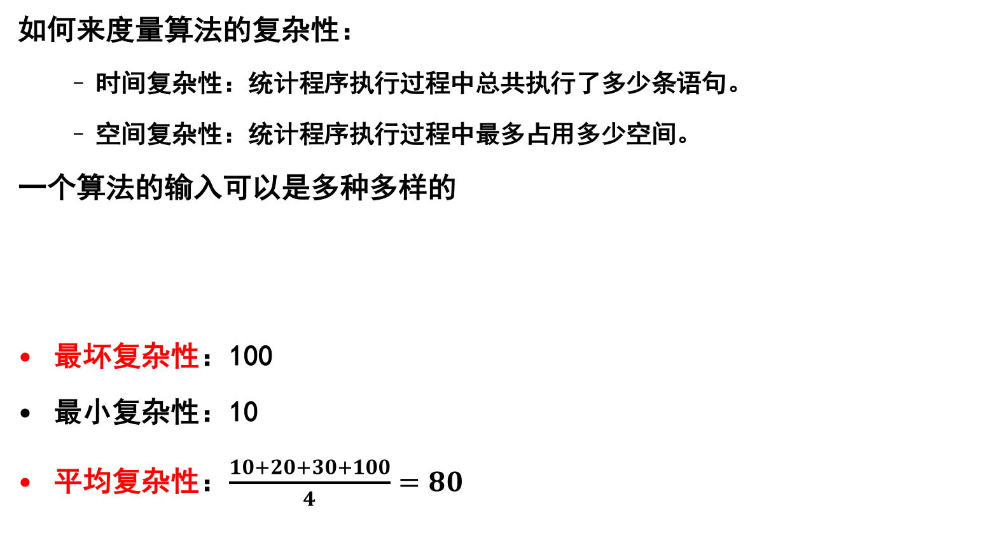 如何来度量算法的复杂性：
– 时间复杂性：统计程序执行过程中总共执行了多少条语句。
– 空间复杂性：统计程序执行过程中最多占用多少空间。
一个算法的输入可以是多种多样的
• 最坏复杂性：100
• 最小复杂性：10
• 平均复杂性：\frac{10+20+30+100}{4} = 80